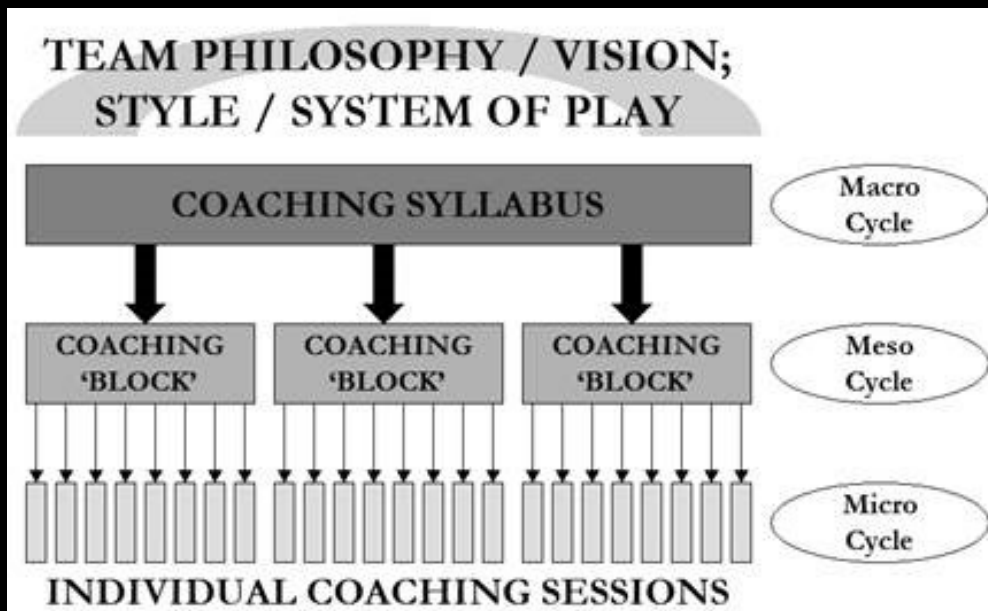 TEAM PHILOSOPHY / VISION;
STYLE / SYSTEM OF PLAY
COACHING SYLLABUS
Macro
Cycle
COACHING
‘BLOCK’
COACHING
‘BLOCK’
COACHING
‘BLOCK’
Meso
Cycle
Micro
Cycle
INDIVIDUAL COACHING SESSIONS